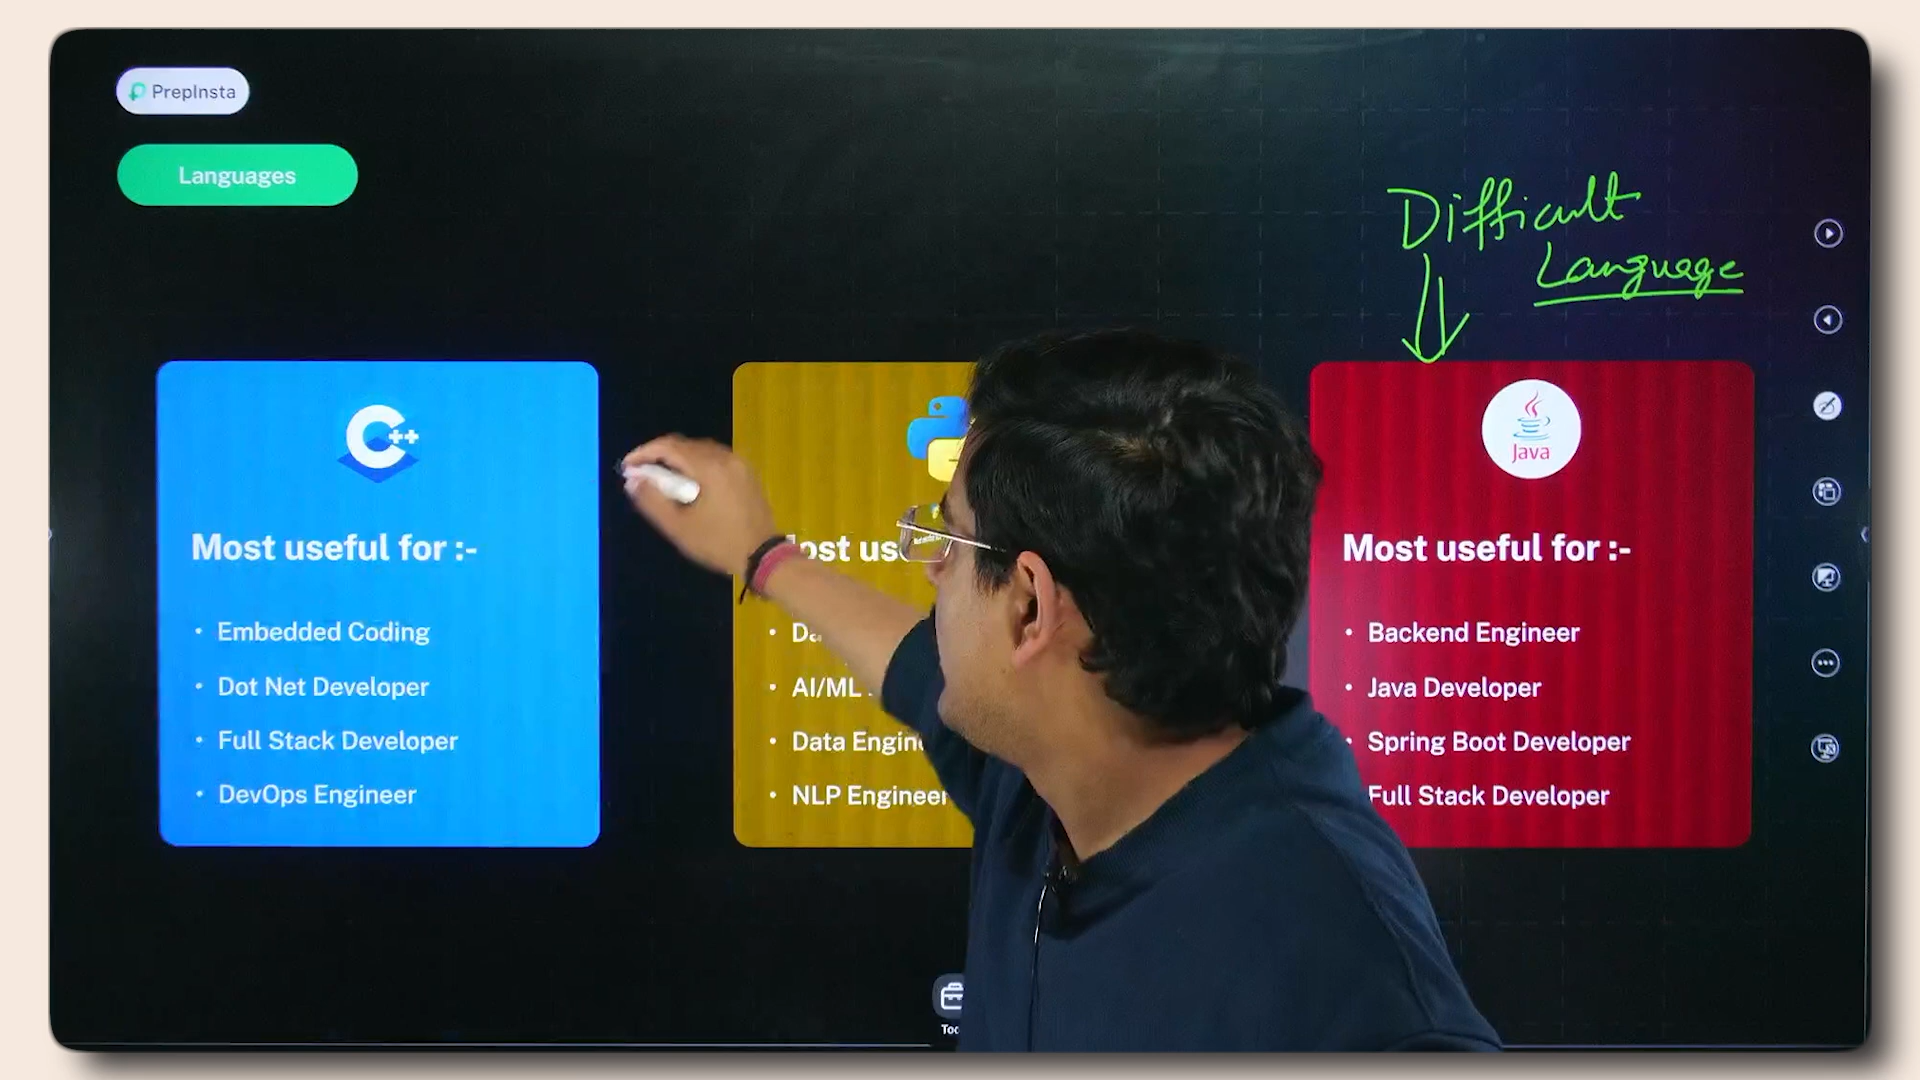 PrepInsta
Languages
Difficult
Language
C++
Most useful for :-
• Embedded Coding
• Dot Net Developer
• Full Stack Developer
• DevOps Engineer
• AI/ML
• Data
• NLP Engineer
Java
Most useful for :-
• Backend Engineer
• Java Developer
• Spring Boot Developer
Full Stack Developer